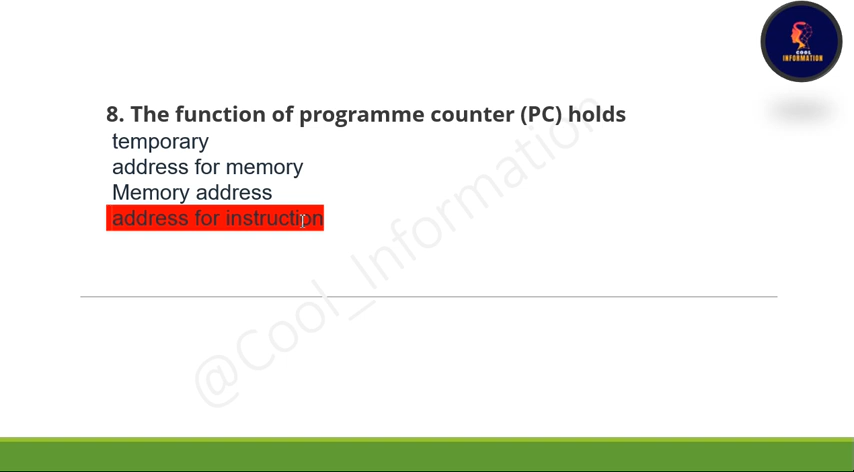 COOL
INFORMATION
8. The function of programme counter (PC) holds
temporary
address for memory
Memory address
address for instruction
@Cool_Information